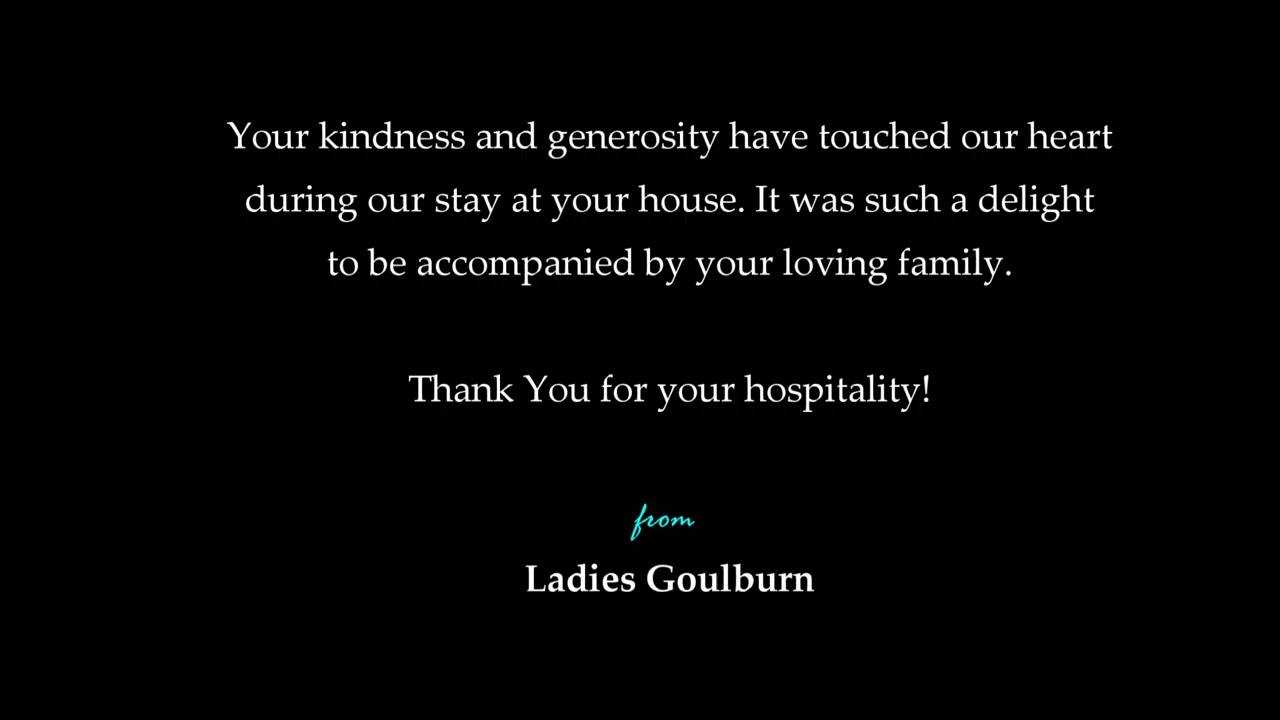 Your kindness and generosity have touched our heart
during our stay at your house. It was such a delight
to be accompanied by your loving family.
Thank You for your hospitality!
from
Ladies Goulburn